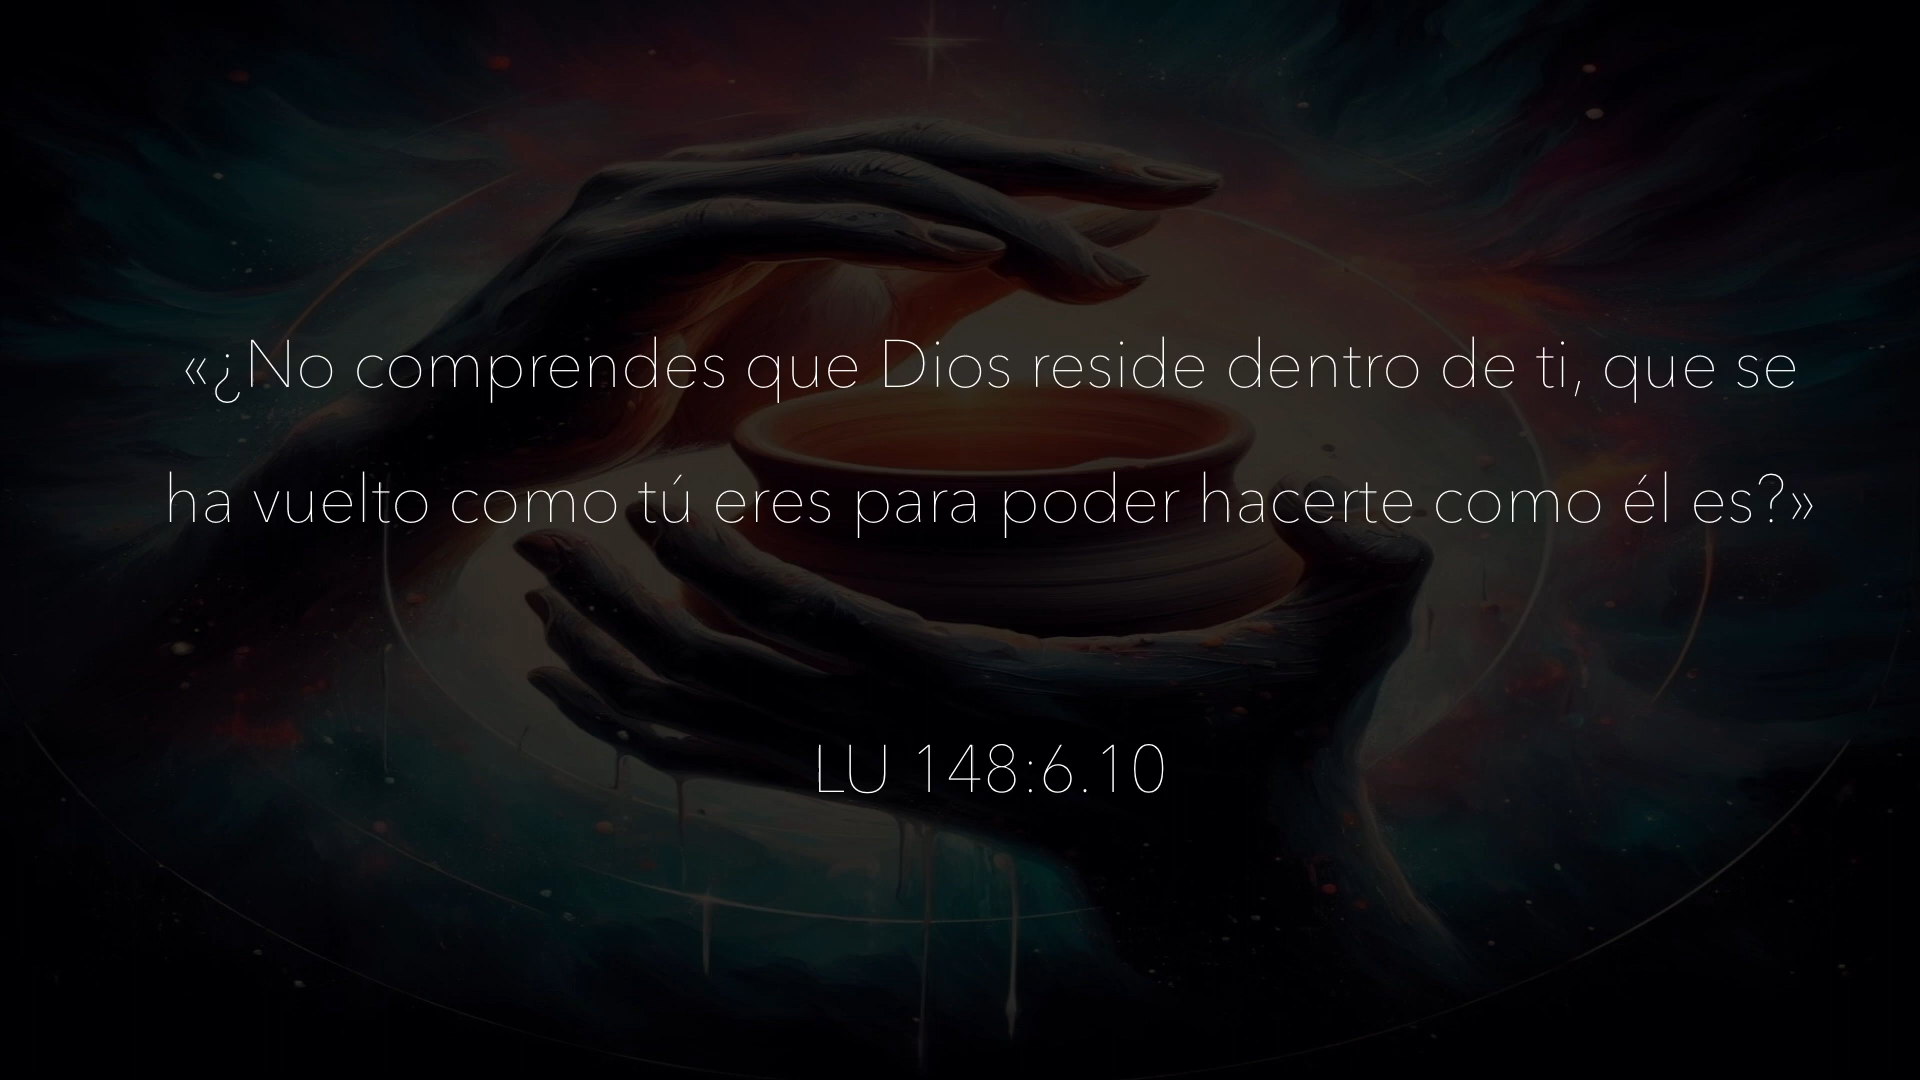 «¿No comprendes que Dios reside dentro de ti, que se
ha vuelto como tú eres para poder hacerte como él es?»
LU 148:6.10